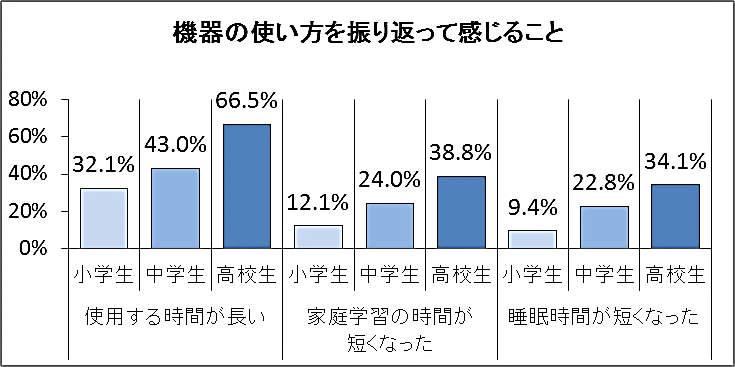 機器の使い方を振り返って感じること
80%
60%
40%
20%
0%
32.1%
43.0%
66.5%
12.1%
24.0%
38.8%
9.4%
22.8%
34.1%
小学生 中学生 高校生 小学生 中学生 高校生 小学生 中学生 高校生
使用する時間が長い
家庭学習の時間が
短くなった
睡眠時間が短くなった